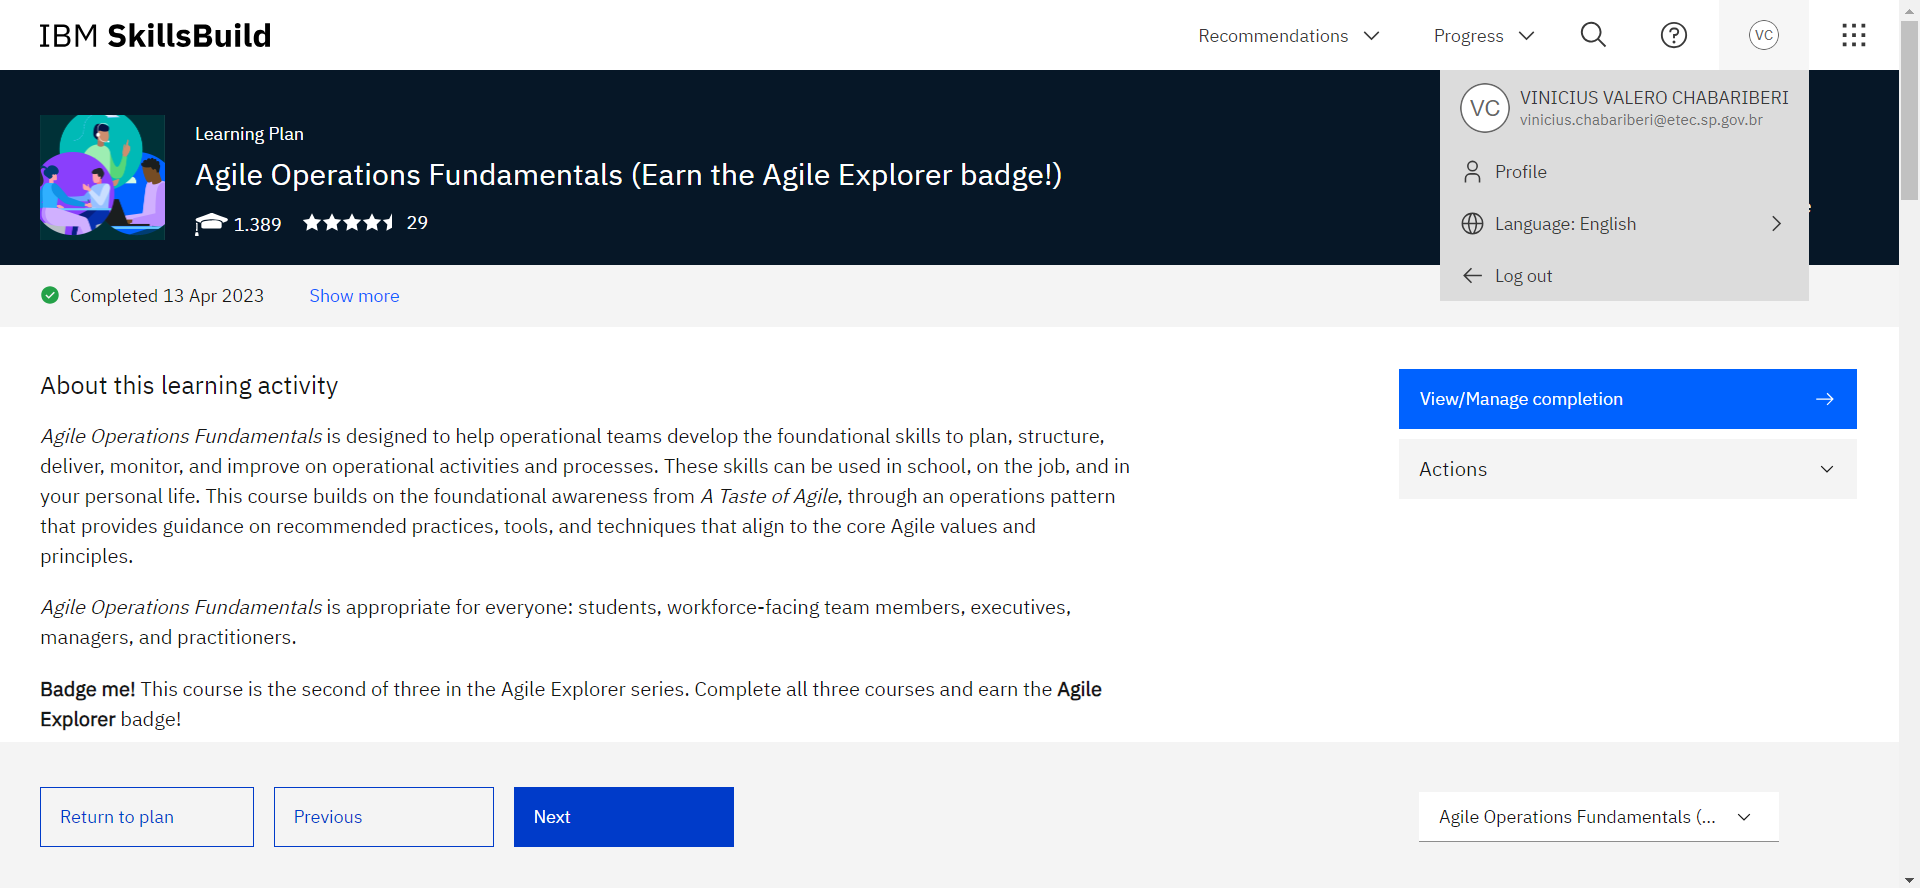 IBM SkillsBuild
Recommendations
Progress
VC
VC
VINICIUS VALERO CHABARIBERI
vinicius.chabariberi@etec.sp.gov.br
Profile
Language: English
Log out
Learning Plan
Agile Operations Fundamentals (Earn the Agile Explorer badge!)
1.389
29
Completed 13 Apr 2023
Show more
About this learning activity
Agile Operations Fundamentals is designed to help operational teams develop the foundational skills to plan, structure,
deliver, monitor, and improve on operational activities and processes. These skills can be used in school, on the job, and in
your personal life. This course builds on the foundational awareness from A Taste of Agile, through an operations pattern
that provides guidance on recommended practices, tools, and techniques that align to the core Agile values and
principles.
Agile Operations Fundamentals is appropriate for everyone: students, workforce-facing team members, executives,
managers, and practitioners.
Badge me! This course is the second of three in the Agile Explorer series. Complete all three courses and earn the Agile
Explorer badge!
View/Manage completion
Actions
Return to plan
Previous
Next
Agile Operations Fundamentals (...